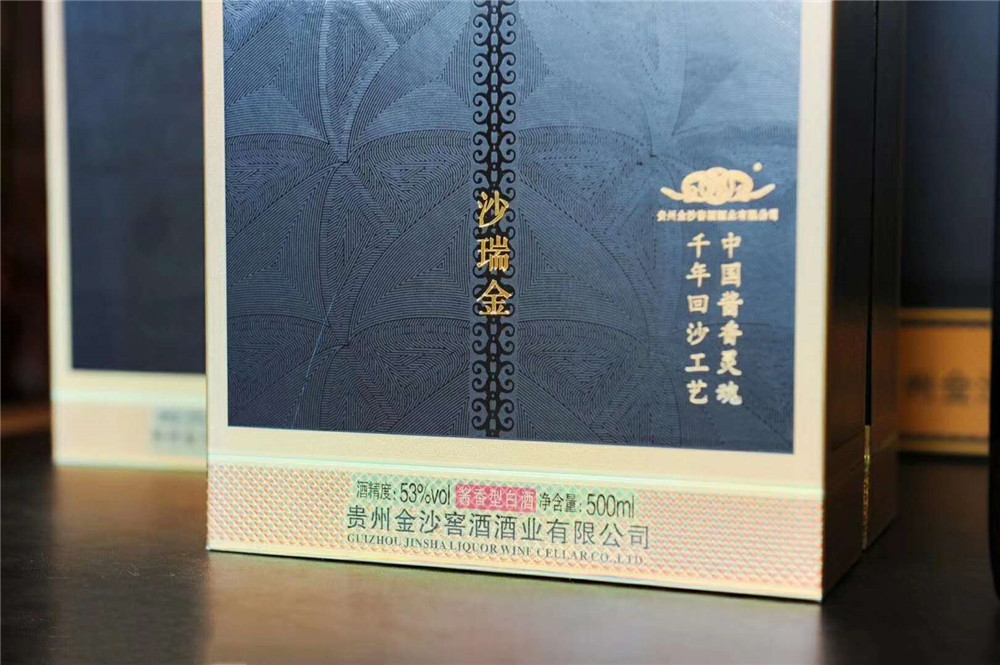 沙瑞金
贵州金沙窖酒酒业有限公司
中国酱香灵魂
千年回沙工艺
酒精度：53%vol 酱香型白酒 净含量：500ml
贵州金沙窖酒酒业有限公司
GUIZHOU JINSHA LIQUOR WINE CELLAR CO.,LTD